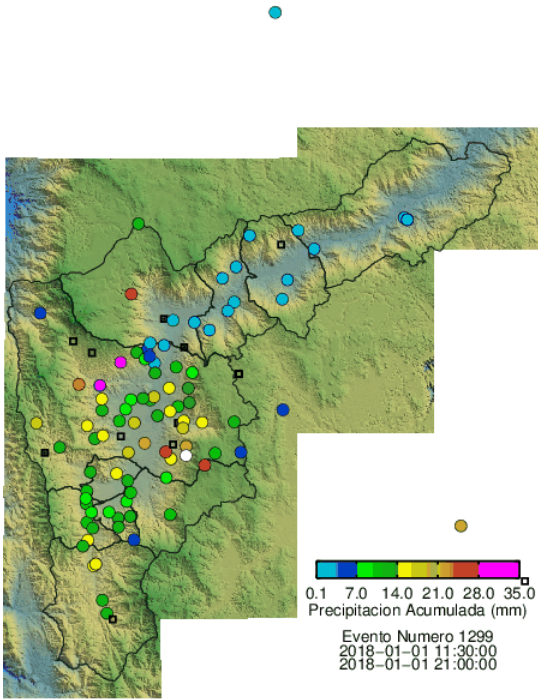 0.1 7.0 14.0 21.0 28.0 35.0
Precipitacion Acumulada (mm)
Evento Numero 1299
2018-01-01 11:30:00
2018-01-01 21:00:00